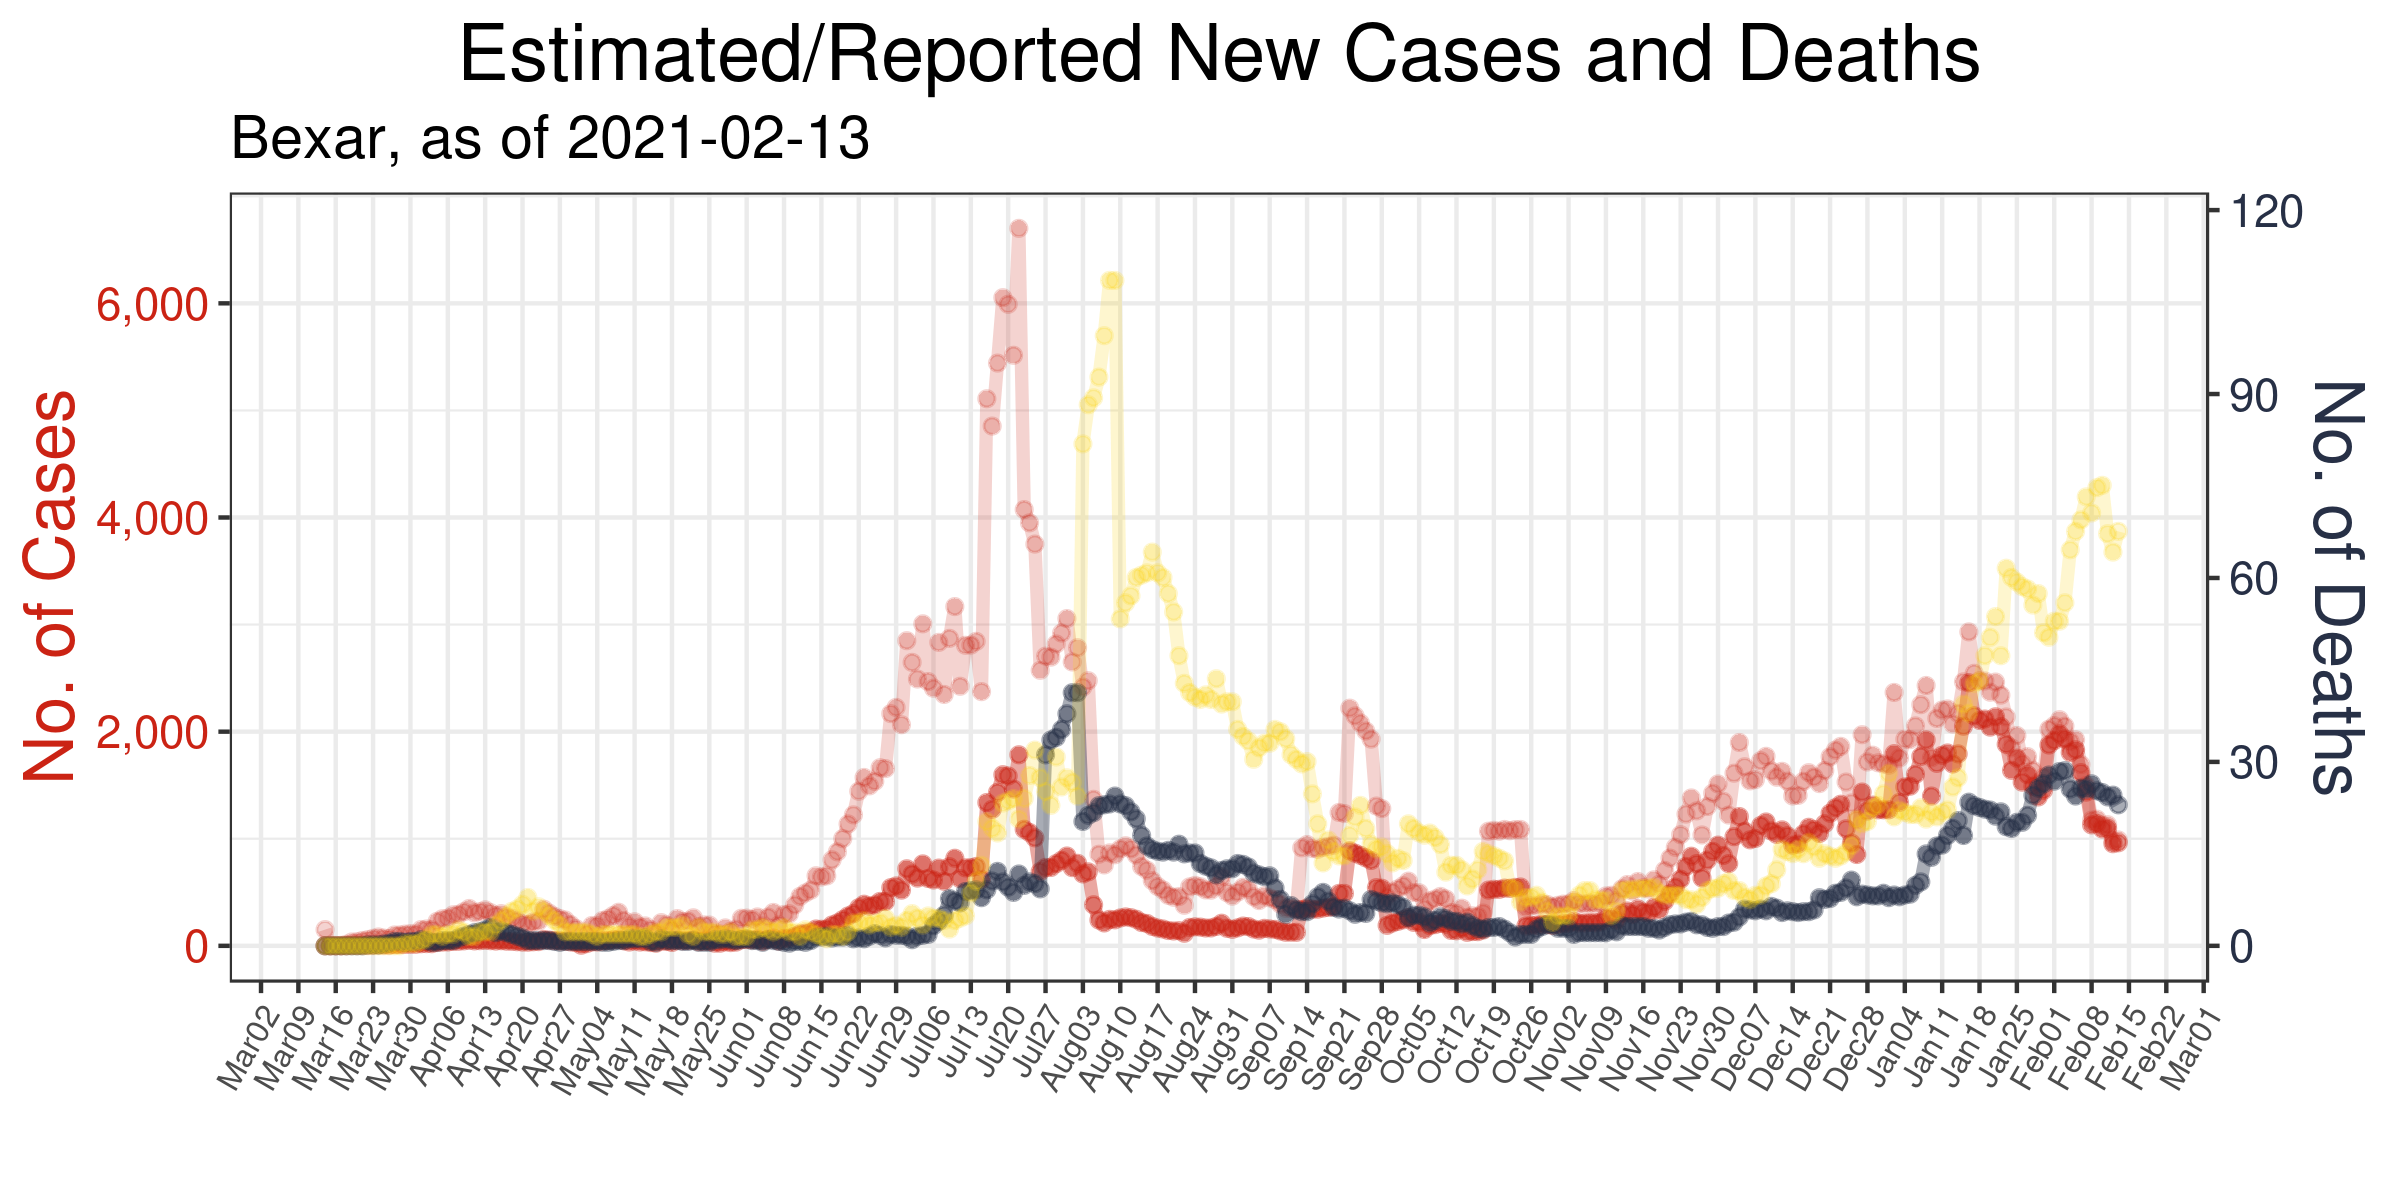 Estimated/Reported New Cases and Deaths
Bexar, as of 2021-02-13
No. of Cases
6,000
4,000
2,000
0
120
90
60
30
0
No. of Deaths
Mar02
Mar09
Mar16
Mar23
Mar30
Apr06
Apr13
Apr20
Apr27
May04
May11
May18
May25
Jun01
Jun08
Jun15
Jun22
Jun29
Jul06
Jul13
Jul20
Jul27
Aug03
Aug10
Aug17
Aug24
Aug31
Sep07
Sep14
Sep21
Sep28
Oct05
Oct12
Oct19
Oct26
Nov02
Nov09
Nov16
Nov23
Nov30
Dec07
Dec14
Dec21
Dec28
Jan04
Jan11
Jan18
Jan25
Feb01
Feb08
Feb15
Feb22
Mar01